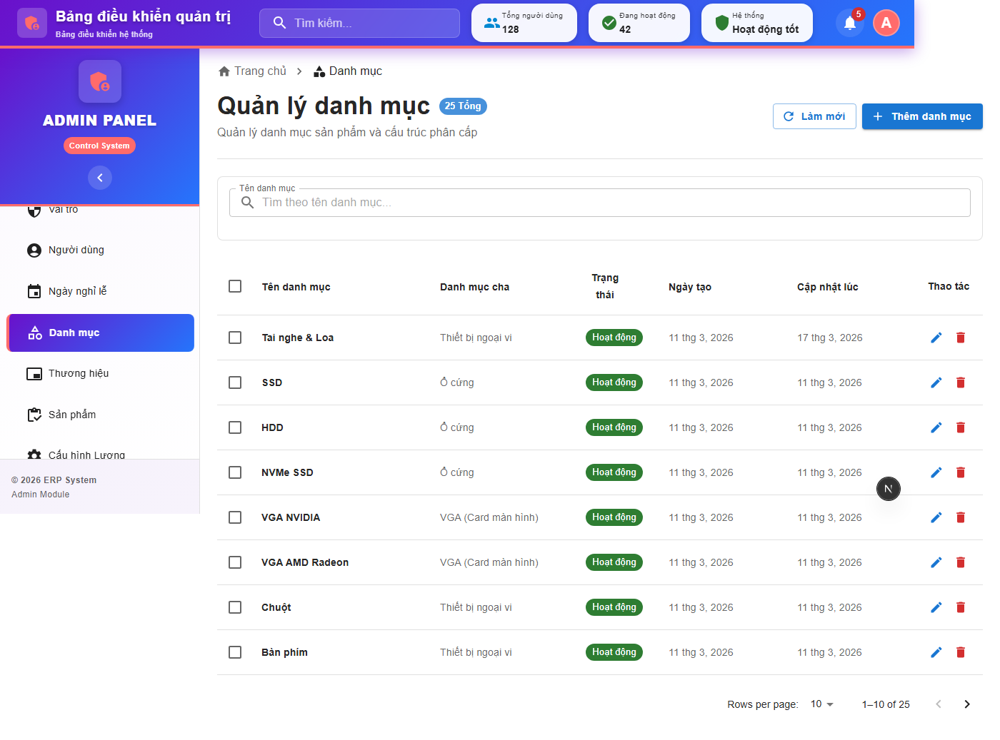 Bảng điều khiển quản trị
Bảng điều khiển hệ thống
Tìm kiếm...
Tổng người dùng
128
Đang hoạt động
42
Hệ thống
Hoạt động tốt
5
A
ADMIN PANEL
Control System
Vai trò
Người dùng
Ngày nghỉ lễ
Danh mục
Thương hiệu
Sản phẩm
Cấu hình Lương
© 2026 ERP System
Admin Module
Trang chủ > Danh mục
Quản lý danh mục 25 Tổng
Quản lý danh mục sản phẩm và cấu trúc phân cấp
Làm mới
Thêm danh mục
Tên danh mục
Tìm theo tên danh mục...
Tên danh mục Danh mục cha Trạng thái Ngày tạo Cập nhật lúc Thao tác
Tai nghe & Loa Thiết bị ngoại vi Hoạt động 11 thg 3, 2026 17 thg 3, 2026
SSD Ổ cứng Hoạt động 11 thg 3, 2026 11 thg 3, 2026
HDD Ổ cứng Hoạt động 11 thg 3, 2026 11 thg 3, 2026
NVMe SSD Ổ cứng Hoạt động 11 thg 3, 2026 11 thg 3, 2026
N
VGA NVIDIA VGA (Card màn hình) Hoạt động 11 thg 3, 2026 11 thg 3, 2026
VGA AMD Radeon VGA (Card màn hình) Hoạt động 11 thg 3, 2026 11 thg 3, 2026
Chuột Thiết bị ngoại vi Hoạt động 11 thg 3, 2026 11 thg 3, 2026
Bàn phím Thiết bị ngoại vi Hoạt động 11 thg 3, 2026 11 thg 3, 2026
Rows per page: 10 1–10 of 25